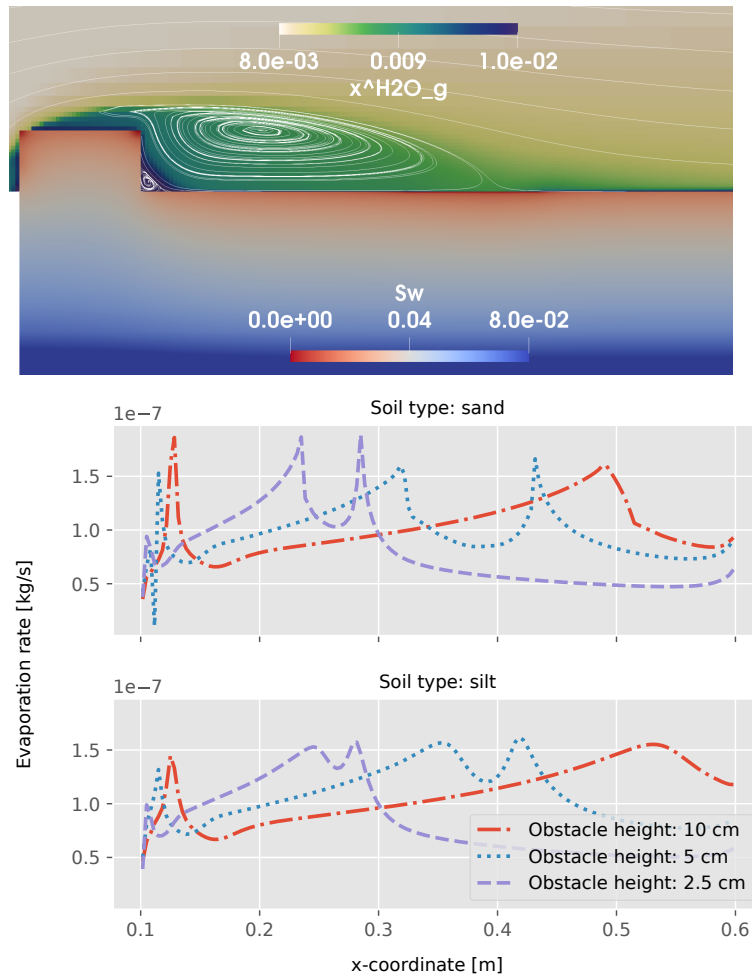 8.0e-03 0.009 1.0e-02
x^H2O_g
Sw
0.0e+00 0.04 8.0e-02
1e−7
Soil type: sand
1.5
1.0
0.5
Evaporation rate [kg/s]
1e−7
Soil type: silt
1.5
1.0
0.5
Obstacle height: 10 cm
Obstacle height: 5 cm
Obstacle height: 2.5 cm
0.1 0.2 0.3 0.4 0.5 0.6
x-coordinate [m]